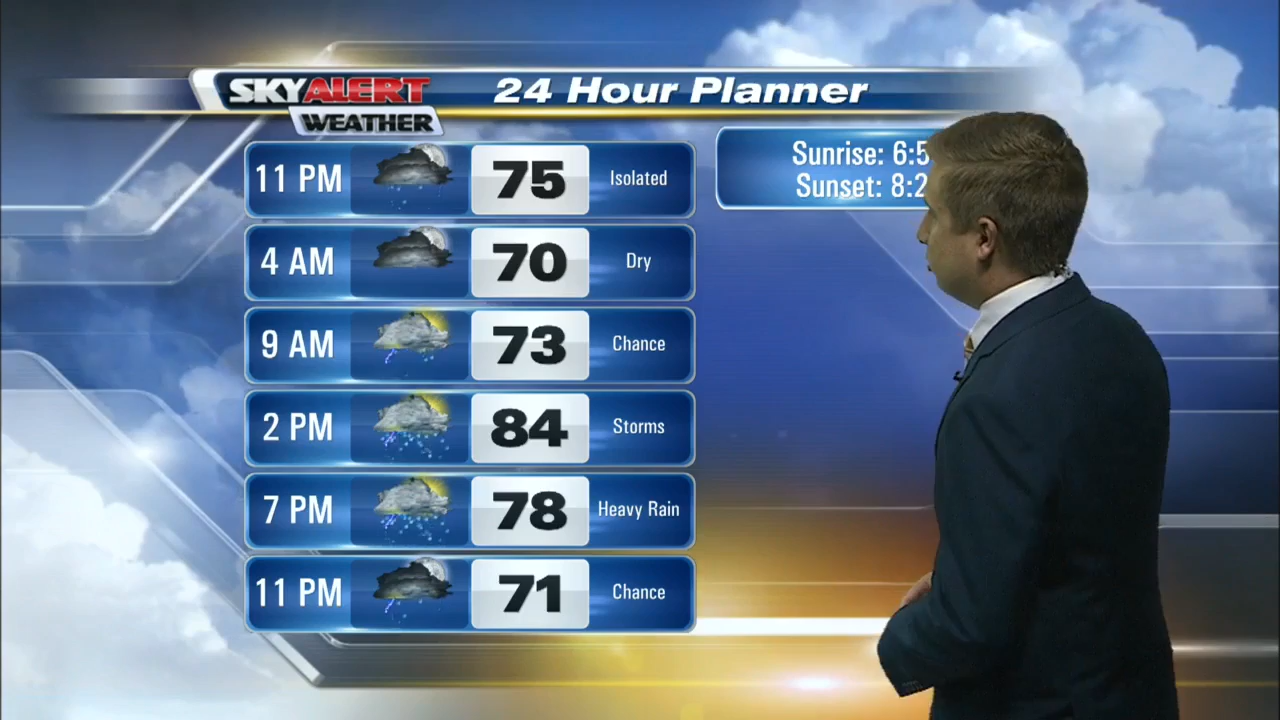 SKYALERT
WEATHER
24 Hour Planner
Sunrise: 6:5
Sunset: 8:2
11 PM 75 Isolated
4 AM 70 Dry
9 AM 73 Chance
2 PM 84 Storms
7 PM 78 Heavy Rain
11 PM 71 Chance